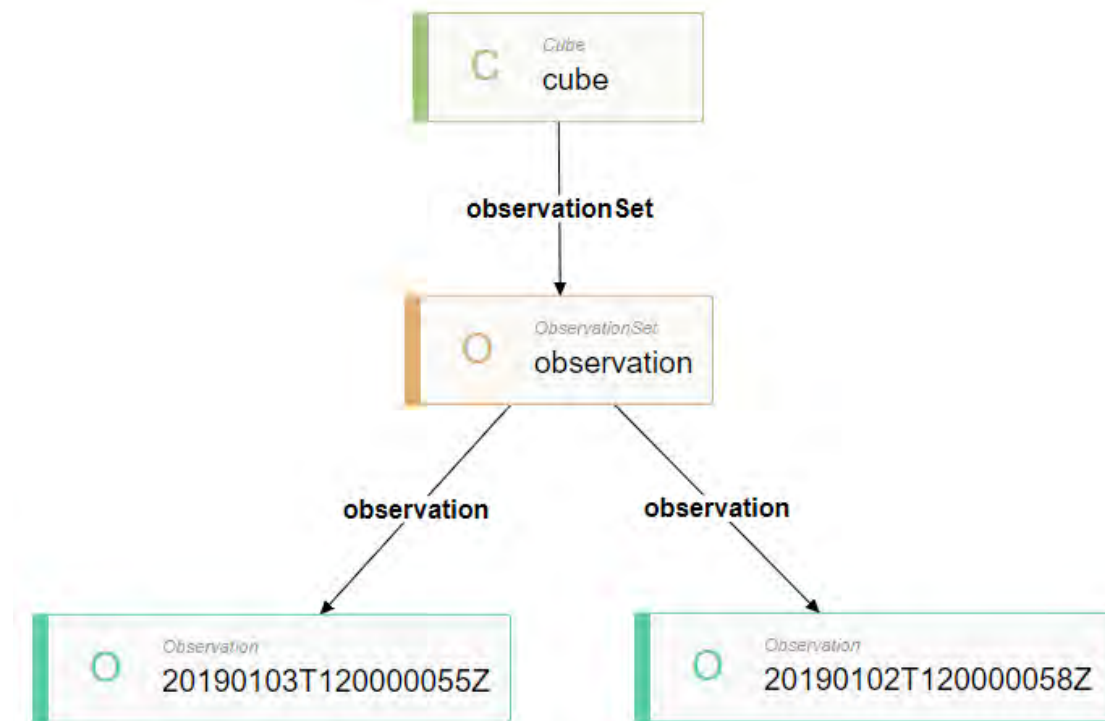 C
Cube
cube
observationSet
O
ObservationSet
observation
observation
observation
O
Observation
20190103T120000055Z
O
Observation
20190102T120000058Z